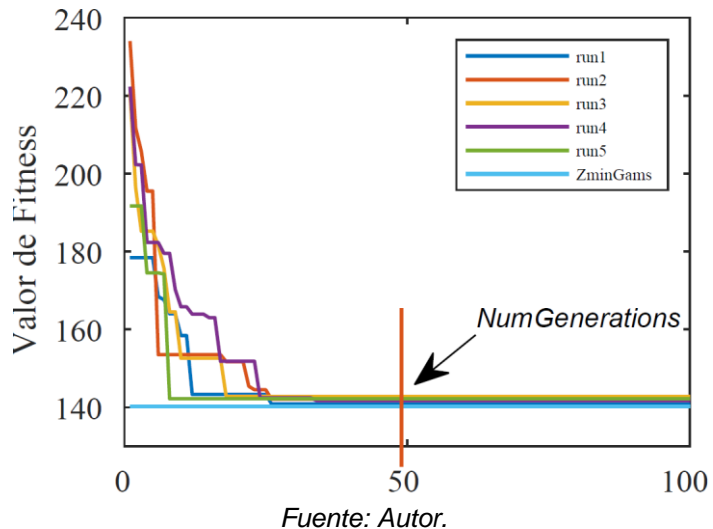 240
220
200
180
160
140
Valor de Fitness
run1
run2
run3
run4
run5
ZminGams
NumGenerations
0
50
100
Fuente: Autor.